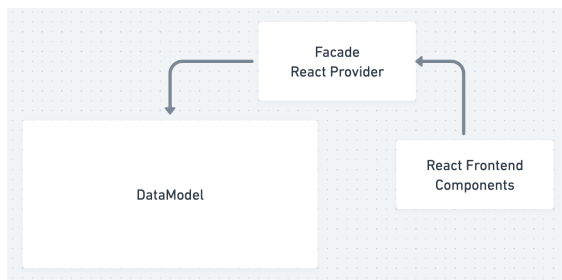 Facade
React Provider
React Frontend
Components
DataModel